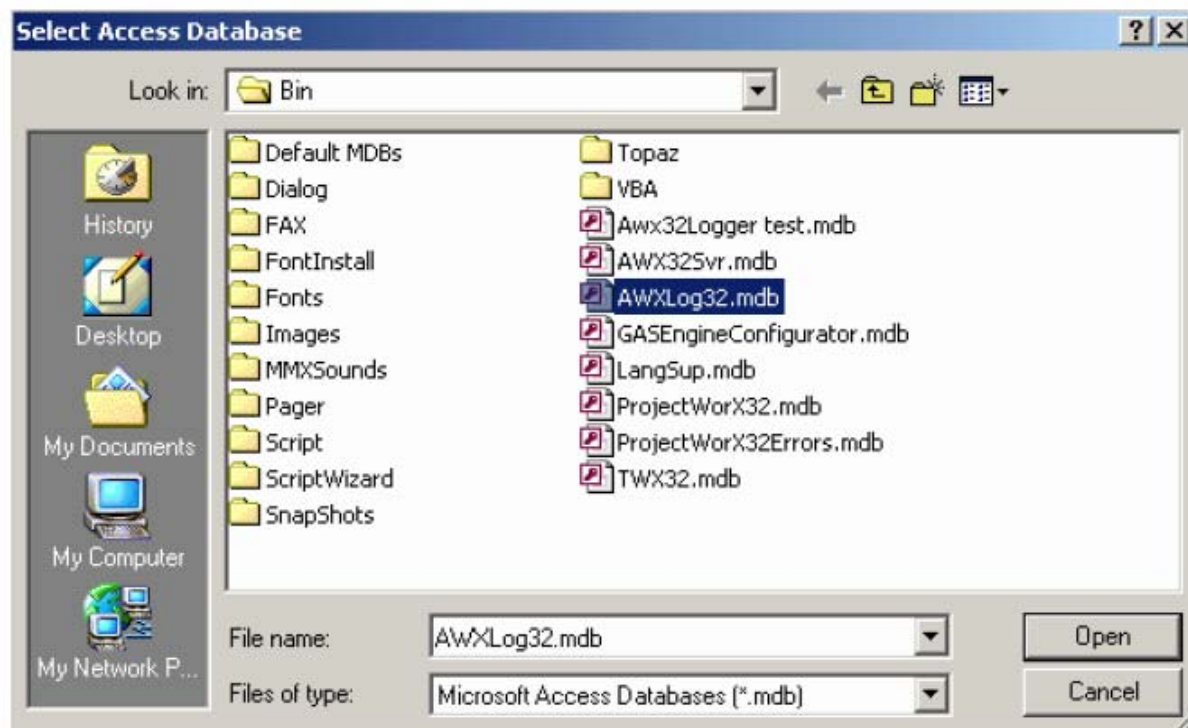 Select Access Database
Look in: Bin
History
Desktop
My Documents
My Computer
My Network P...
Default MDBs
Dialog
FAX
FontInstall
Fonts
Images
MMXSounds
Pager
Script
ScriptWizard
SnapShots
Topaz
VBA
Awx32Logger test.mdb
AWX32Svr.mdb
AWXLog32.mdb
GASEngineConfigurator.mdb
LangSup.mdb
ProjectWorX32.mdb
ProjectWorX32Errors.mdb
TWX32.mdb
File name: AWXLog32.mdb Open
Files of type: Microsoft Access Databases (*.mdb) Cancel